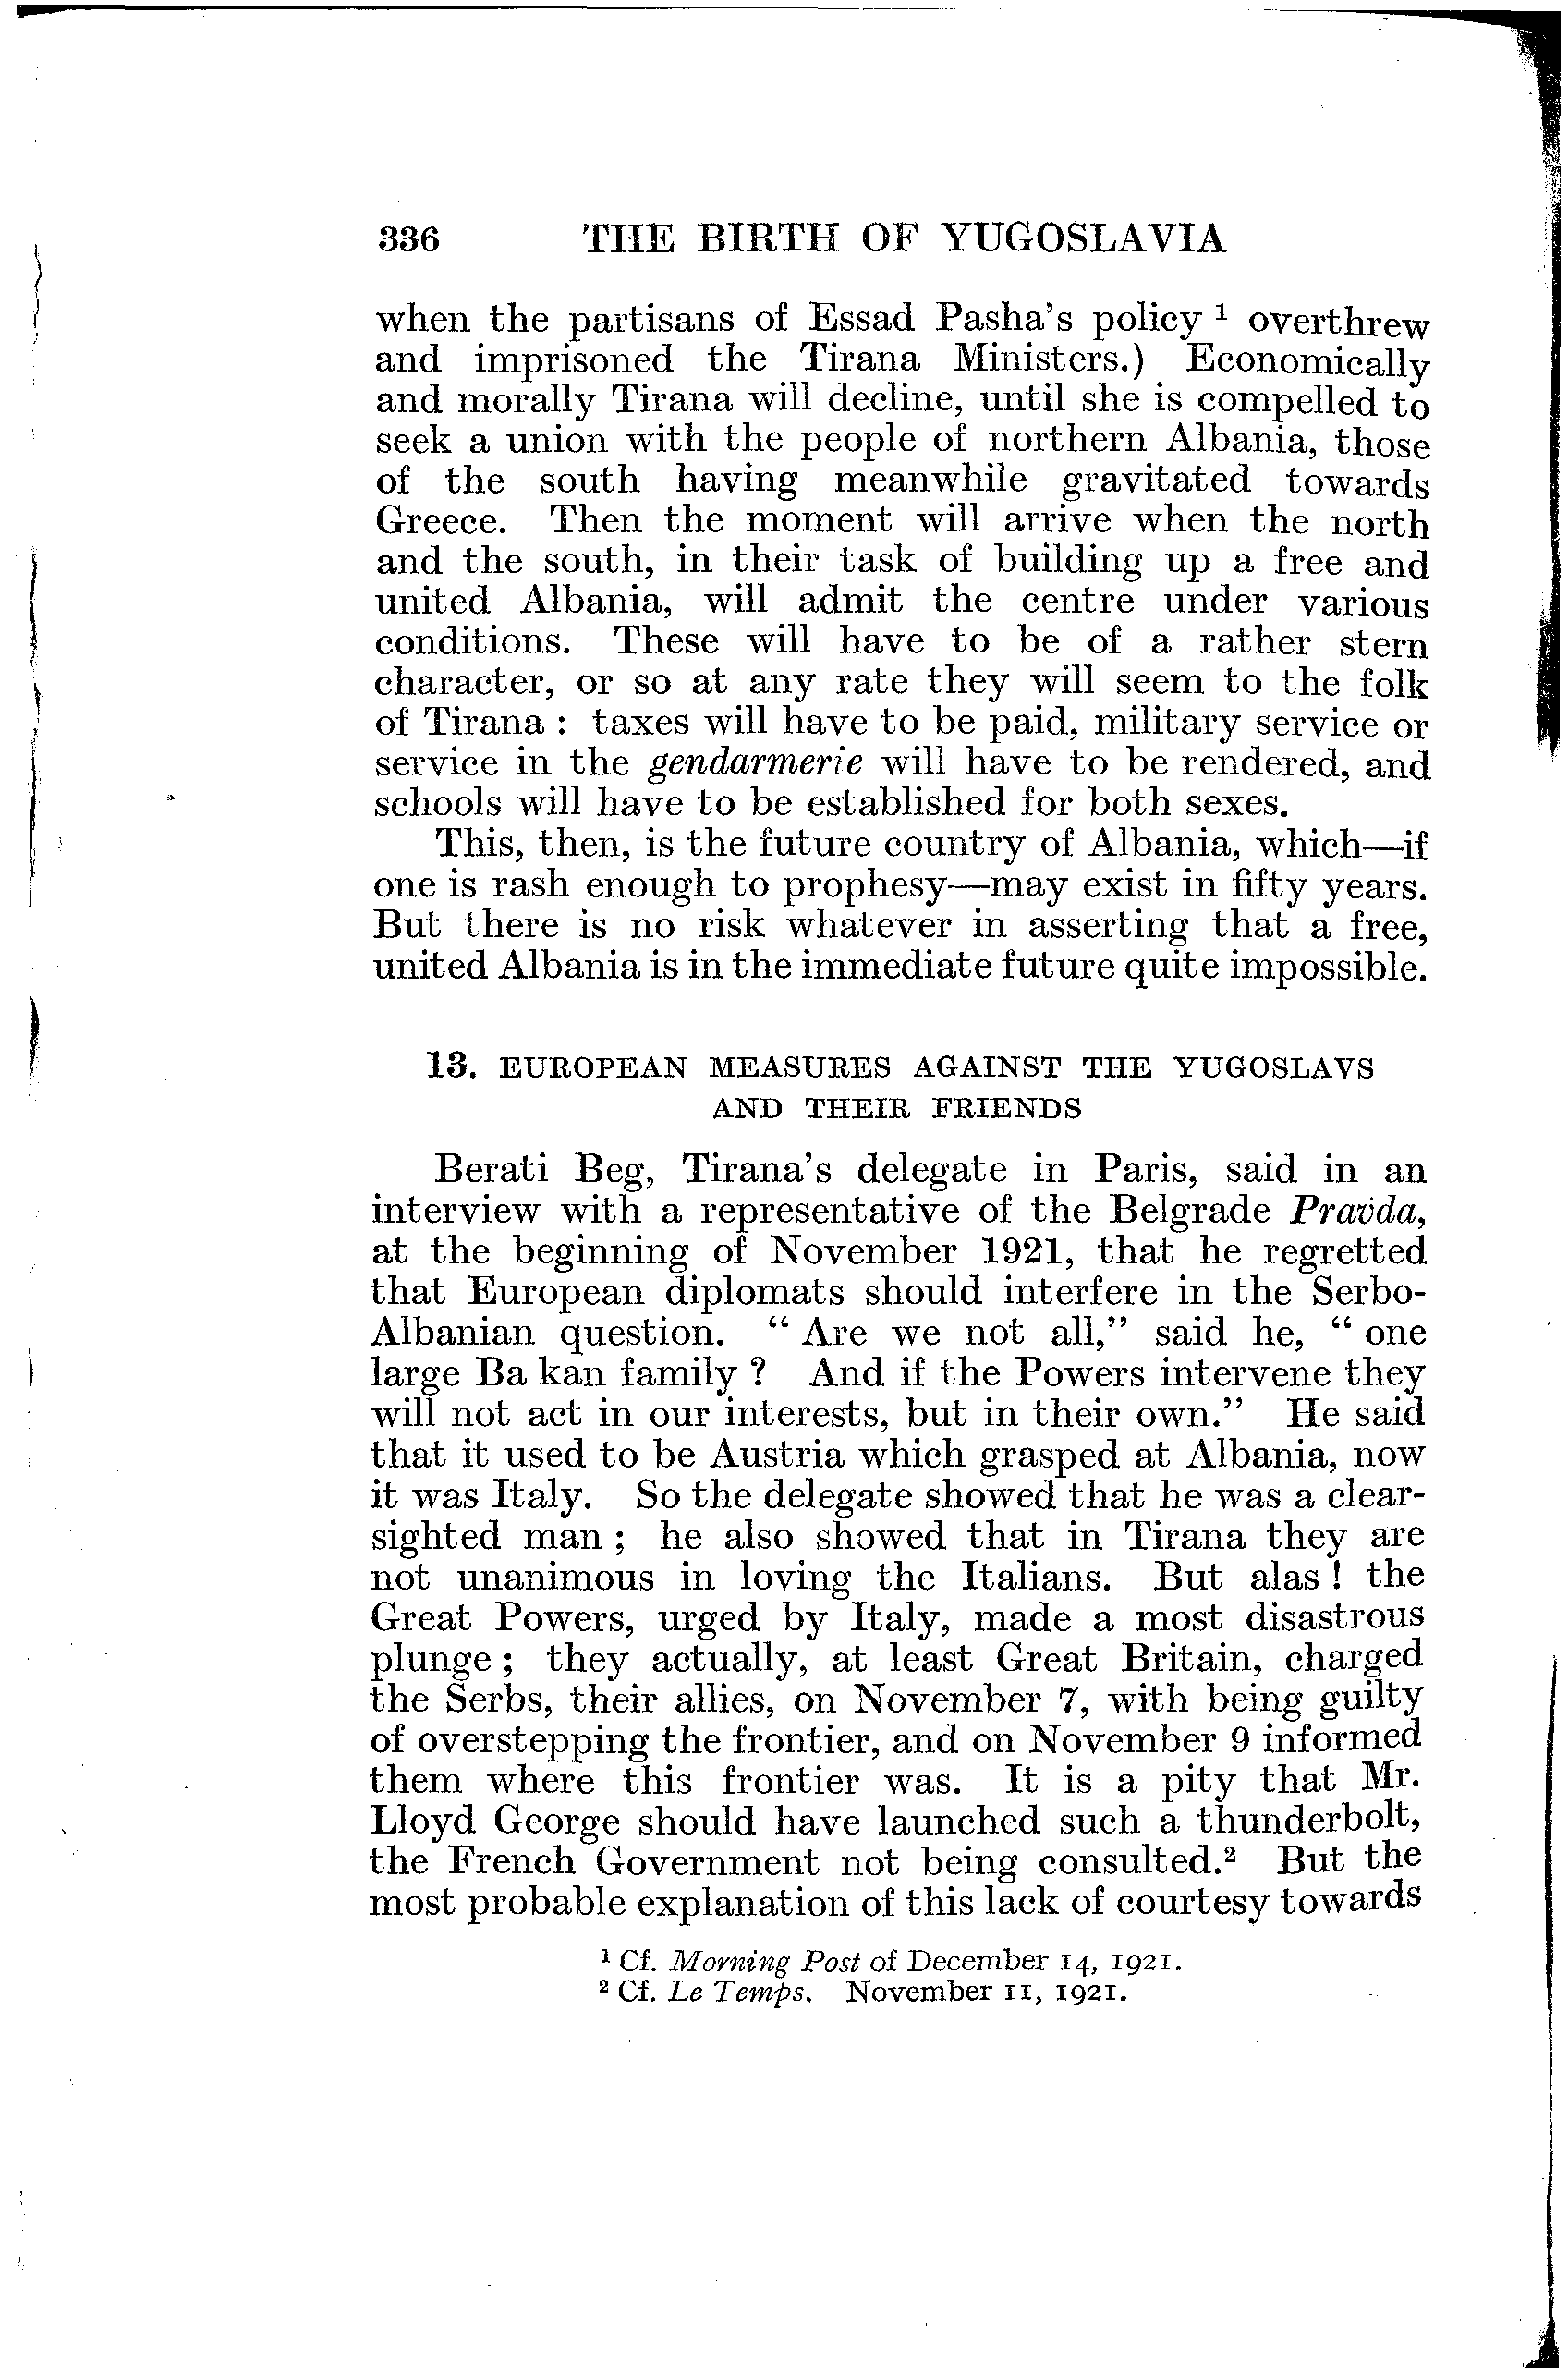 336 THE BIRTH OF YUGOSLAVIA
when the partisans of Essad Pasha's policy ¹ overthrew
and imprisoned the Tirana Ministers.) Economically
and morally Tirana will decline, until she is compelled to
seek a union with the people of northern Albania, those
of the south having meanwhile gravitated towards
Greece. Then the moment will arrive when the north
and the south, in their task of building up a free and
united Albania, will admit the centre under various
conditions. These will have to be of a rather stern
character, or so at any rate they will seem to the folk
of Tirana : taxes will have to be paid, military service or
service in the gendarmerie will have to be rendered, and
schools will have to be established for both sexes.
This, then, is the future country of Albania, which—if
one is rash enough to prophesy—may exist in fifty years.
But there is no risk whatever in asserting that a free,
united Albania is in the immediate future quite impossible.
13. EUROPEAN MEASURES AGAINST THE YUGOSLAVS
AND THEIR FRIENDS
Berati Beg, Tirana's delegate in Paris, said in an
interview with a representative of the Belgrade Pravda,
at the beginning of November 1921, that he regretted
that European diplomats should interfere in the Serbo-
Albanian question. “ Are we not all,” said he, “ one
large Ba kan family ? And if the Powers intervene they
will not act in our interests, but in their own.” He said
that it used to be Austria which grasped at Albania, now
it was Italy. So the delegate showed that he was a clear-
sighted man ; he also showed that in Tirana they are
not unanimous in loving the Italians. But alas ! the
Great Powers, urged by Italy, made a most disastrous
plunge ; they actually, at least Great Britain, charged
the Serbs, their allies, on November 7, with being guilty
of overstepping the frontier, and on November 9 informed
them where this frontier was. It is a pity that Mr.
Lloyd George should have launched such a thunderbolt,
the French Government not being consulted.² But the
most probable explanation of this lack of courtesy towards
¹ Cf. Morning Post of December 14, 1921.
² Cf. Le Temps. November 11, 1921.